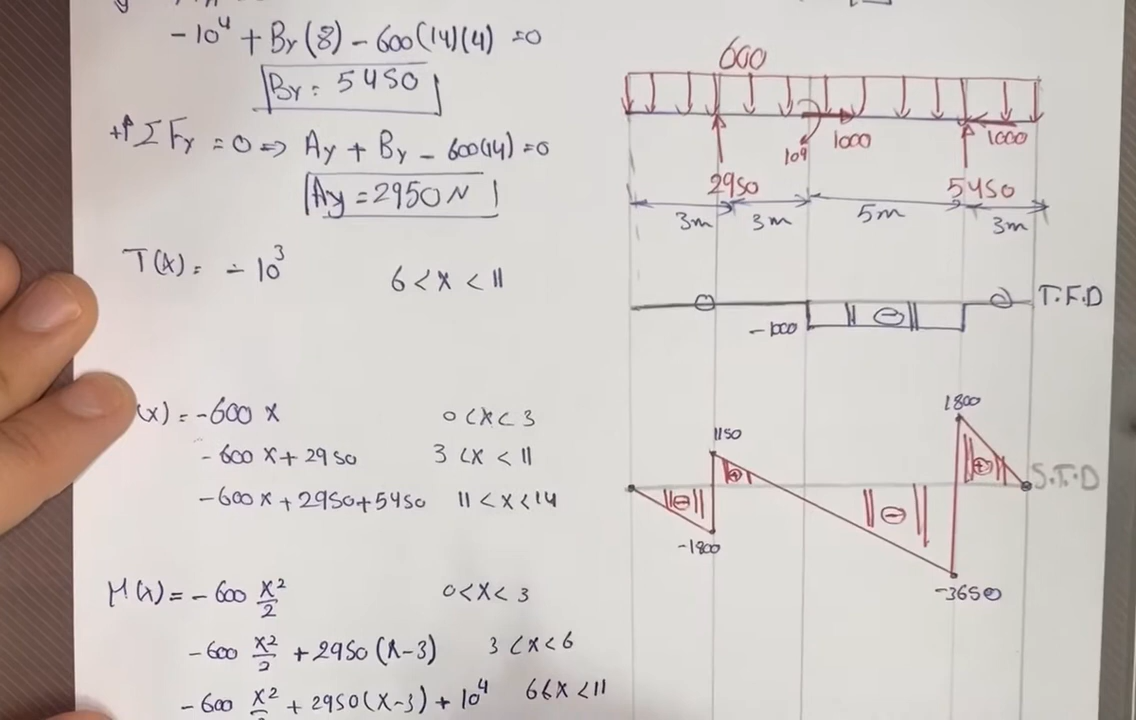 -10⁴ + By(8) - 600(14)(4) = 0
By = 5450
+↑ ΣFy = 0 => Ay + By - 600(14) = 0
Ay = 2950 N
T(x) = -10³ 6 < x < 11
(x) = -600 x 0 < x < 3
-600 x + 2950 3 < x < 11
-600 x + 2950 + 5450 11 < x < 14
M(x) = -600 x²/2 0 < x < 3
-600 x²/2 + 2950 (x-3) 3 < x < 6
-600 x²/2 + 2950 (x-3) + 10⁴ 6 < x < 11
600
10⁴ 1000 1000
2950 5450
3m 3m 5m 3m
T.F.D
-1000 ⊖
1800
1150
⊖ ⊕ ⊖ ⊕ S.F.D
-1800
-3650